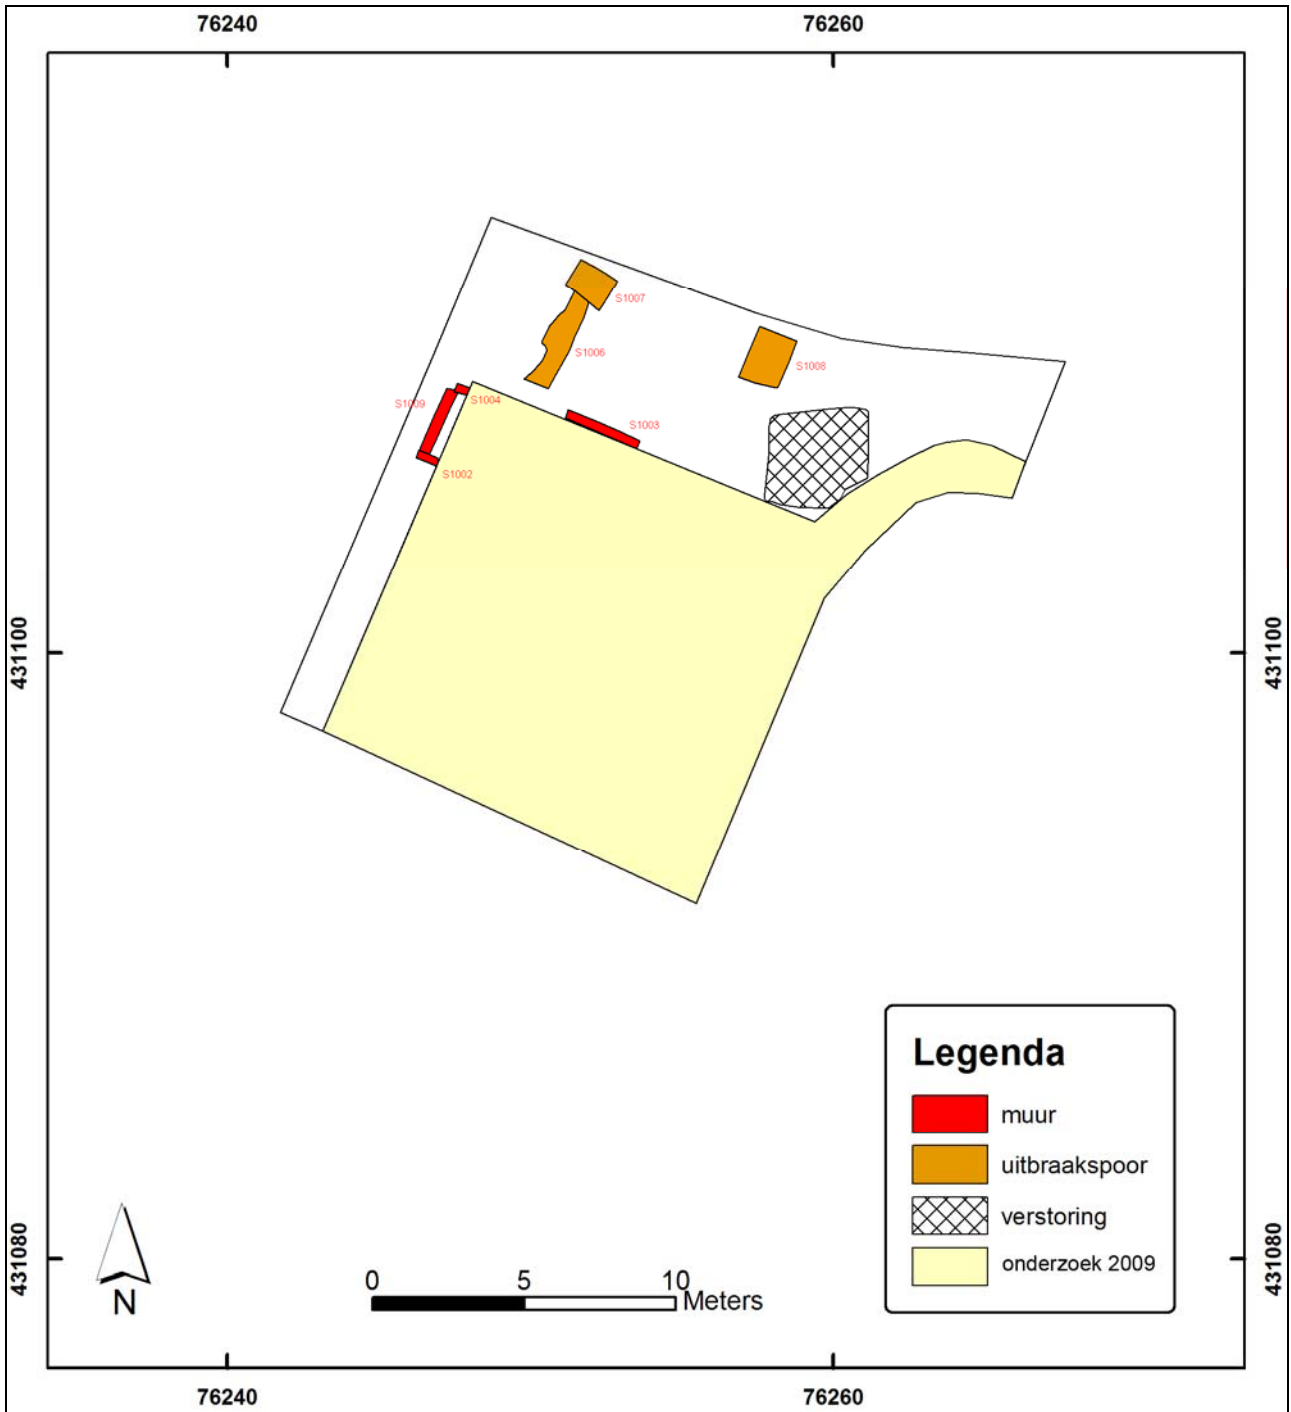 76240
76260
S1007
S1006
S1008
S1009
S1004
S1003
S1002
431100
431100
Legenda
muur
uitbraakspoor
verstoring
onderzoek 2009
431080
431080
N
0 5 10
Meters
76240
76260